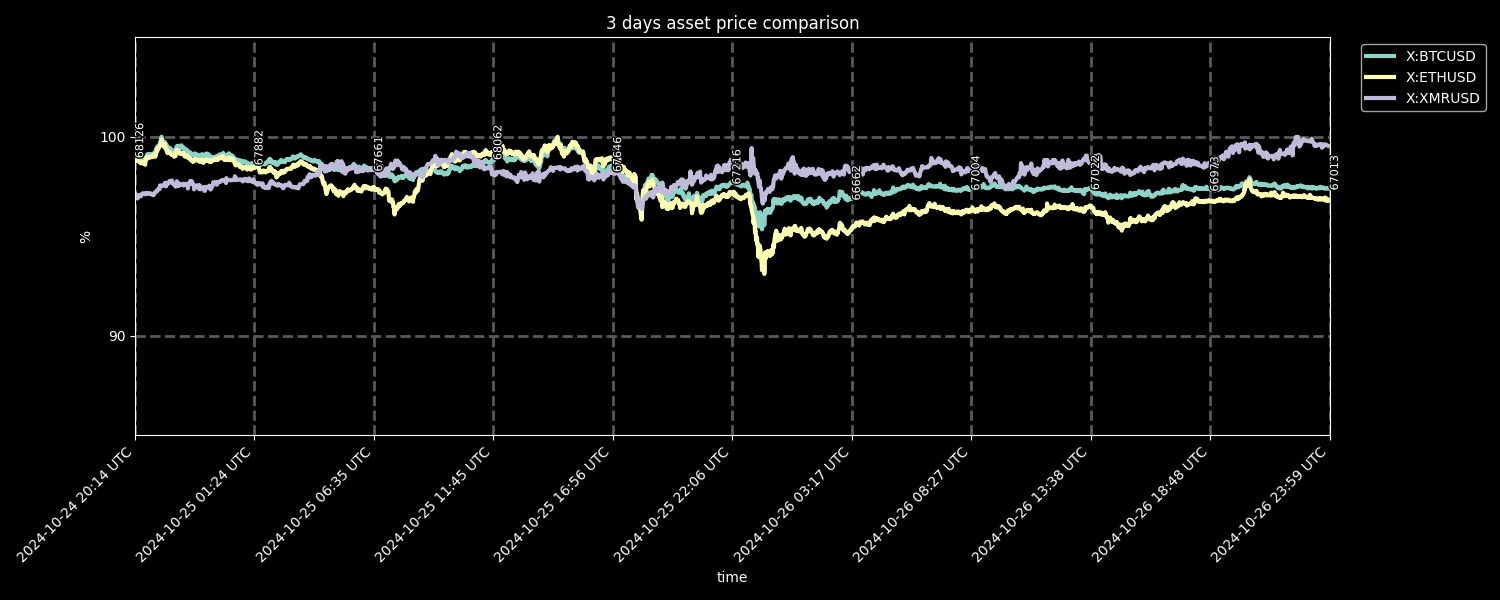 3 days asset price comparison
X:BTCUSD
X:ETHUSD
X:XMRUSD
%
100
90
68126
67882
67661
68062
67646
67216
66662
67004
67022
66973
67013
2024-10-24 20:14 UTC
2024-10-25 01:24 UTC
2024-10-25 06:35 UTC
2024-10-25 11:45 UTC
2024-10-25 16:56 UTC
2024-10-25 22:06 UTC
2024-10-26 03:17 UTC
2024-10-26 08:27 UTC
2024-10-26 13:38 UTC
2024-10-26 18:48 UTC
2024-10-26 23:59 UTC
time